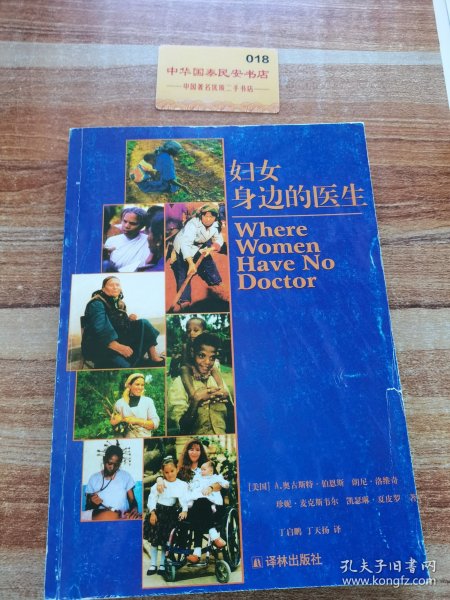 018
中华国泰民安书店
中国著名民族二手书店
妇女
身边的医生
Where
Women
Have No
Doctor
[美国] A.奥古斯特·伯恩斯 朗尼·洛维奇
珍妮·麦克斯韦尔 凯瑟琳·夏皮罗 著
丁启鹏 丁天扬 译
译林出版社
孔夫子旧书网
www.kongfz.com